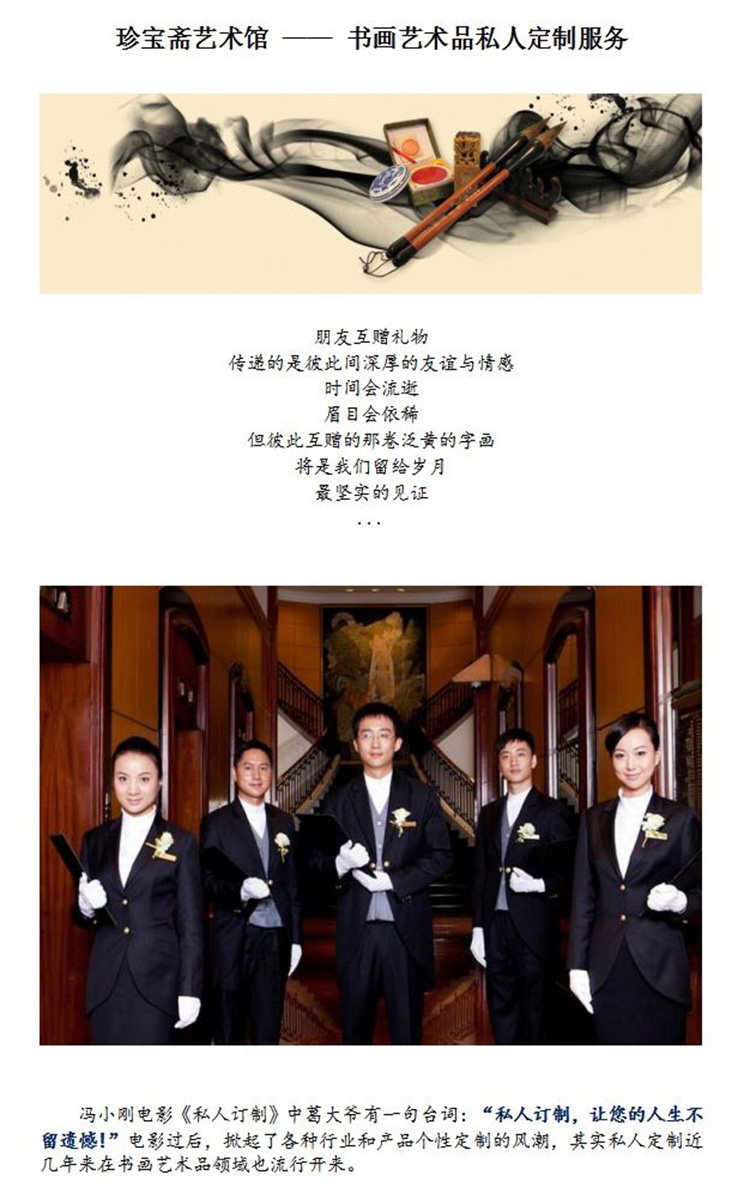 珍宝斋艺术馆 —— 书画艺术品私人定制服务
朋友互赠礼物
传递的是彼此间深厚的友谊与情感
时间会流逝
眉目会依稀
但彼此互赠的那卷泛黄的字画
将是我们留给岁月
最坚实的见证
...
冯小刚电影《私人订制》中葛大爷有一句台词：“私人订制，让您的人生不
留遗憾!”电影过后，掀起了各种行业和产品个性定制的风潮，其实私人定制近
几年来在书画艺术品领域也流行开来。